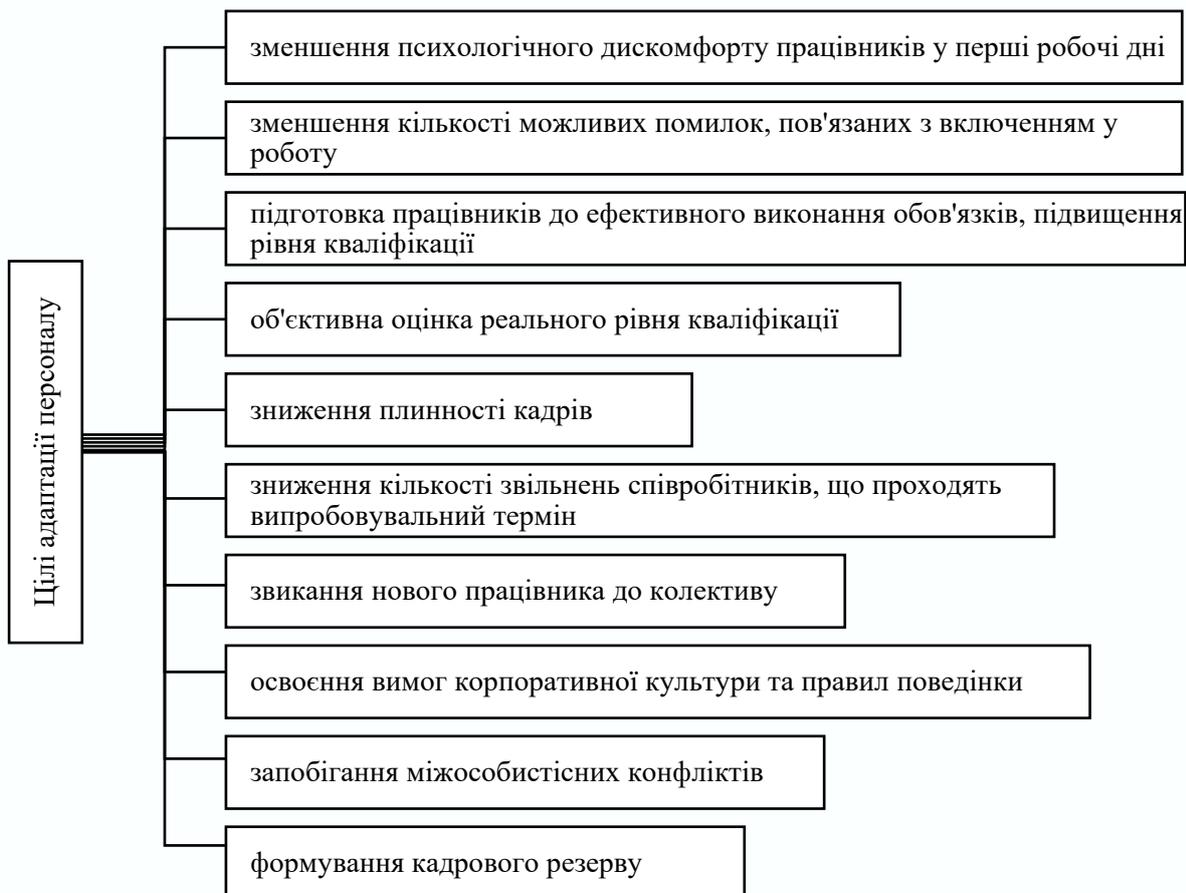 Цілі адаптації персоналу
зменшення психологічного дискомфорту працівників у перші робочі дні
зменшення кількості можливих помилок, пов'язаних з включенням у
роботу
підготовка працівників до ефективного виконання обов'язків, підвищення
рівня кваліфікації
об'єктивна оцінка реального рівня кваліфікації
зниження плинності кадрів
зниження кількості звільнень співробітників, що проходять
випробовувальний термін
звикання нового працівника до колективу
освоєння вимог корпоративної культури та правил поведінки
запобігання міжособистісних конфліктів
формування кадрового резерву